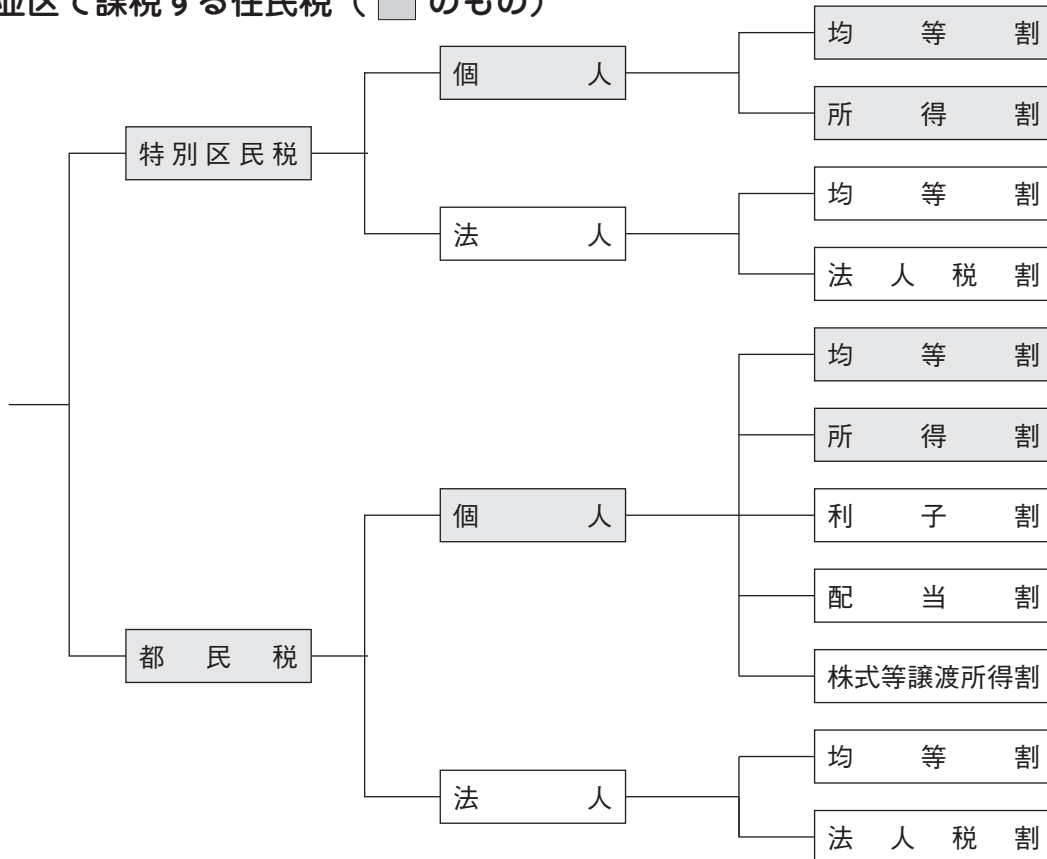 並区で課税する住民税（ のもの）
均等割
個人
所得割
特別区民税
均等割
法人
法人税割
均等割
所得割
個人
利子割
配当割
都民税
株式等譲渡所得割
均等割
法人
法人税割